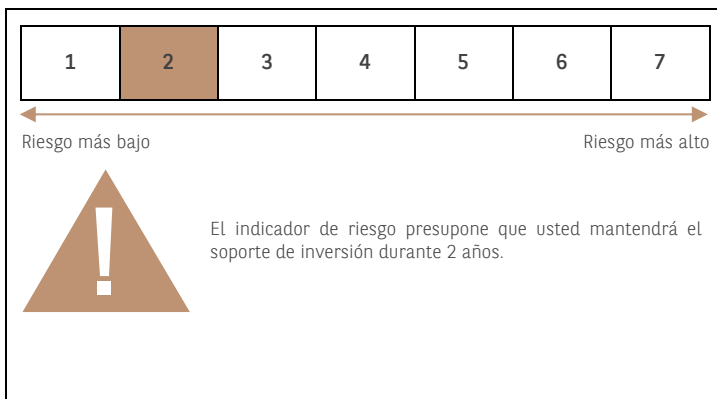 1 2 3 4 5 6 7
Riesgo más bajo Riesgo más alto
!
El indicador de riesgo presupone que usted mantendrá el
soporte de inversión durante 2 años.